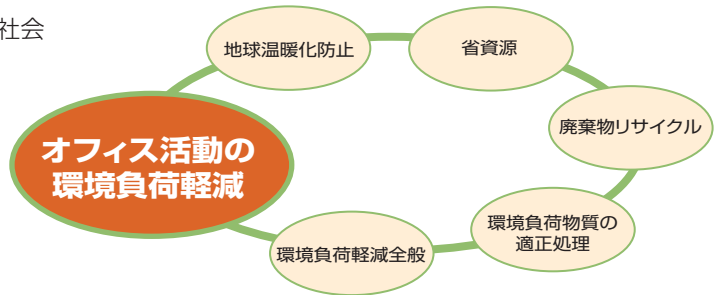 社会
地球温暖化防止
省資源
廃棄物リサイクル
オフィス活動の
環境負荷軽減
環境負荷物質の
適正処理
環境負荷軽減全般